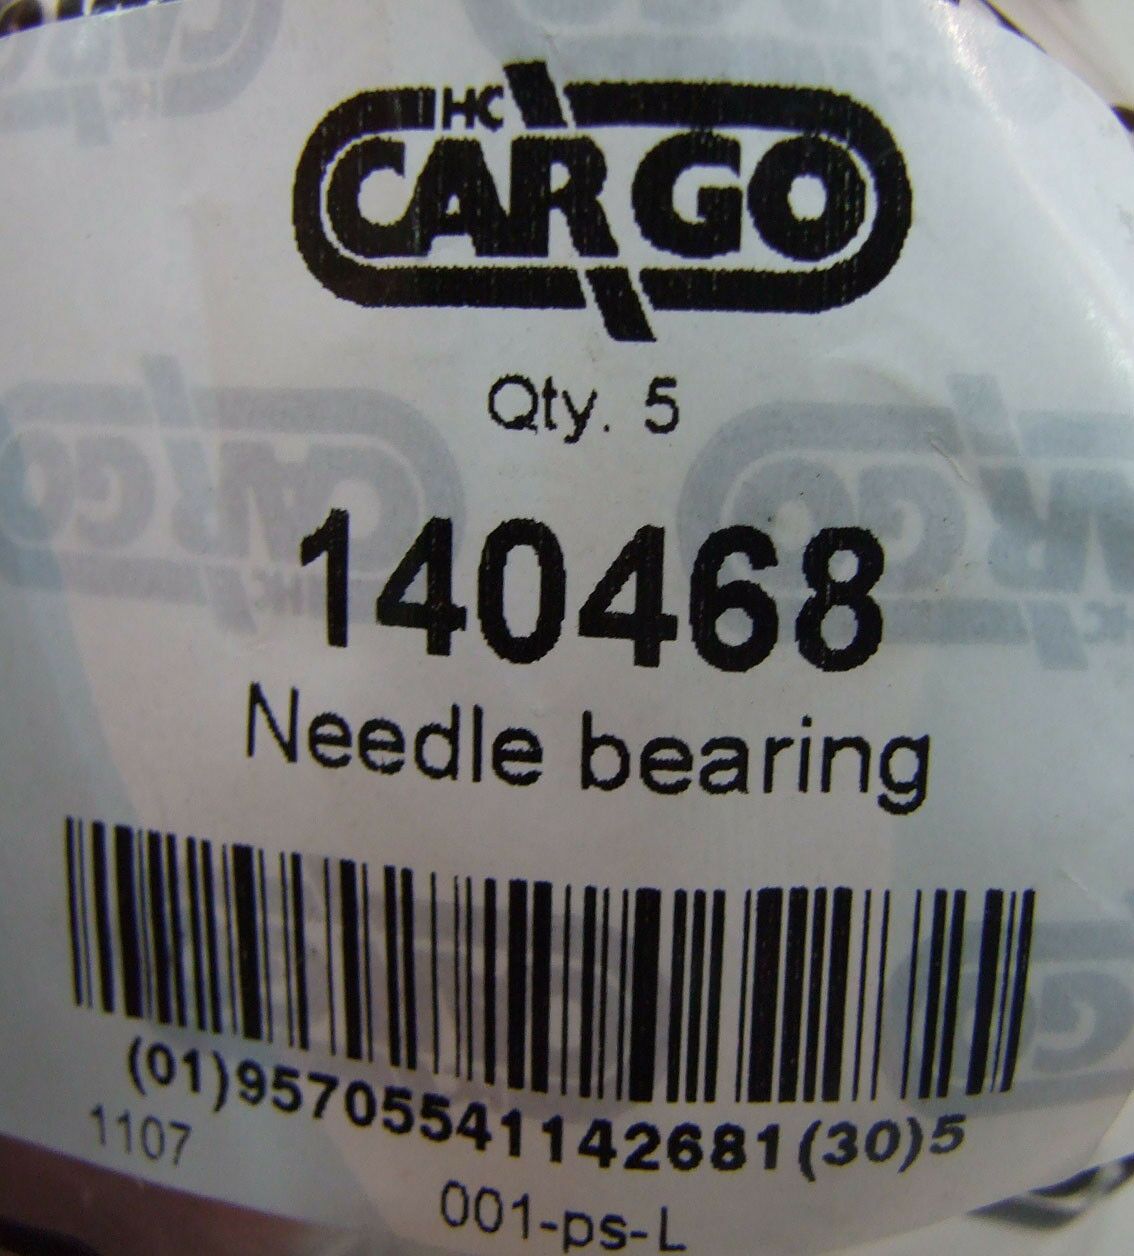 HC
CARGO
Qty. 5
140468
Needle bearing
(01)95705541142681(30)5
1107
001-ps-L